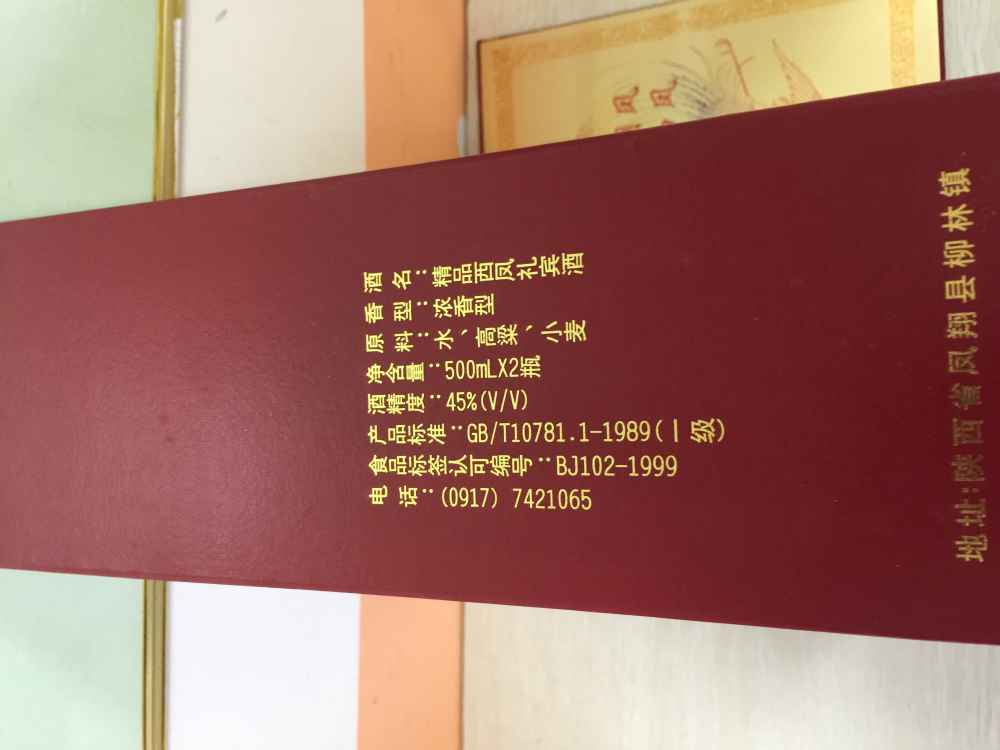 酒 名：精品西凤礼宾酒
香 型：浓香型
原 料：水、高粱、小麦
净含量：500mLX2瓶
酒精度：45%(V/V)
产品标准：GB/T10781.1-1989(一级)
食品标签认可编号：BJ102-1999
电 话：(0917) 7421065
地址:陕西省凤翔县柳林镇